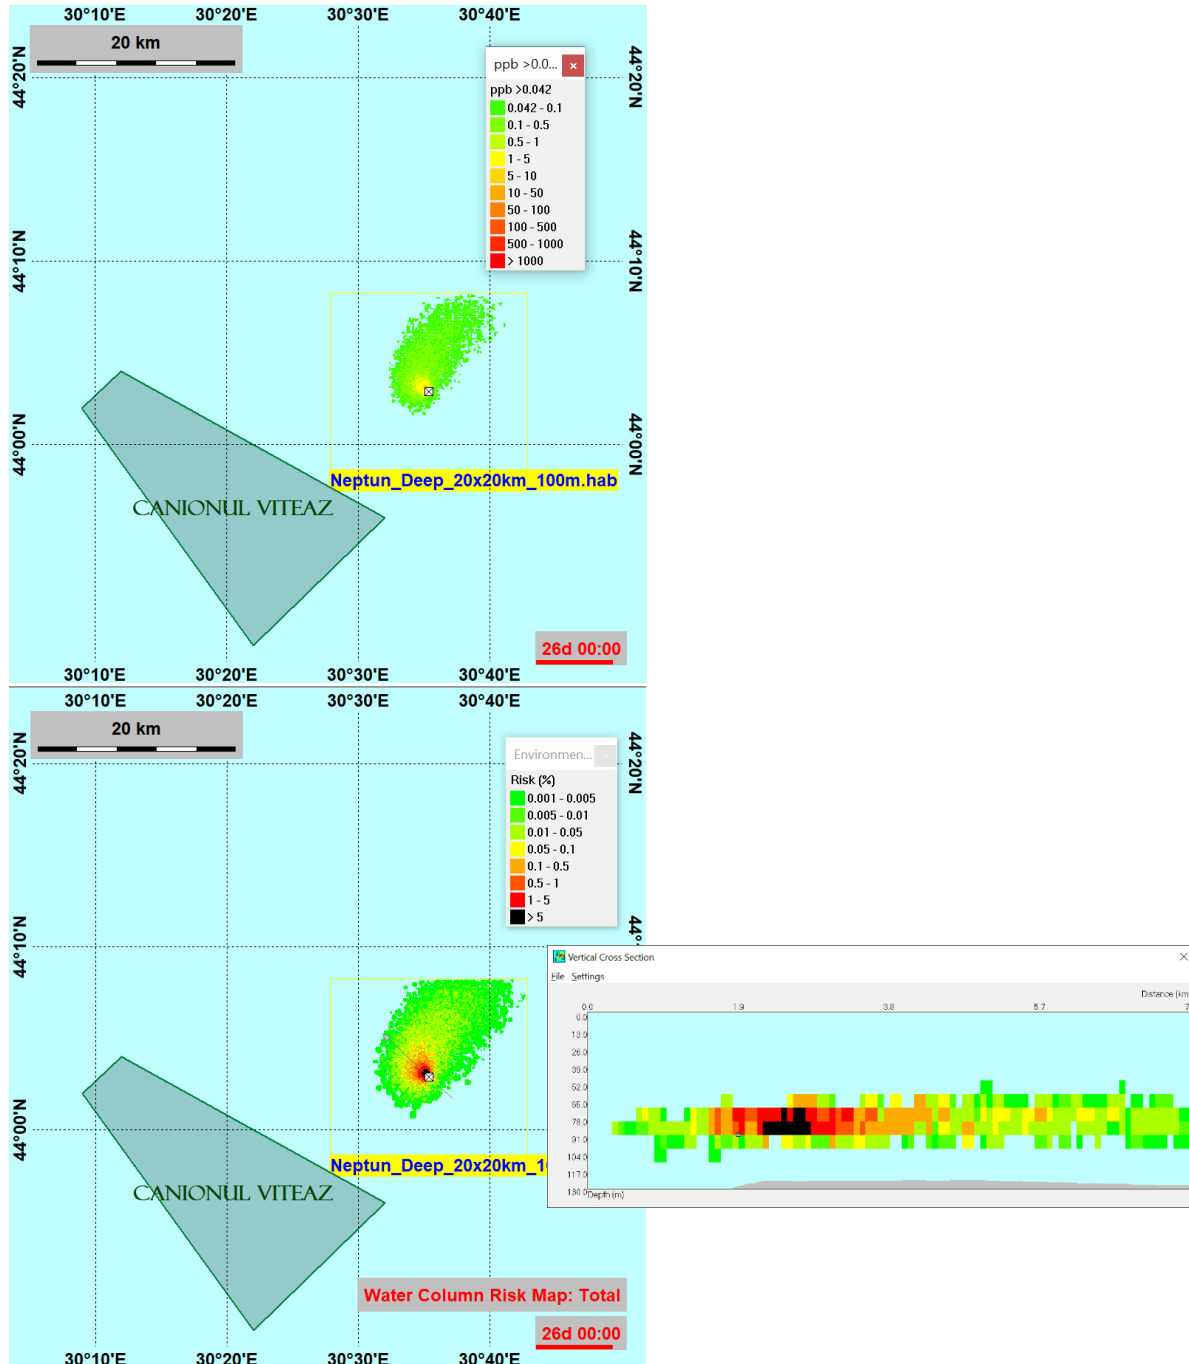 30°10'E 30°20'E 30°30'E 30°40'E
20 km
44°20'N
44°20'N
ppb >0.0...
ppb >0.042
0.042 - 0.1
0.1 - 0.5
0.5 - 1
1 - 5
5 - 10
10 - 50
50 - 100
100 - 500
500 - 1000
> 1000
44°10'N
44°10'N
44°00'N
44°00'N
Neptun_Deep_20x20km_100m.hab
CANIONUL VITEAZ
26d 00:00
30°10'E 30°20'E 30°30'E 30°40'E
30°10'E 30°20'E 30°30'E 30°40'E
20 km
44°20'N
44°20'N
Environmen...
Risk (%)
0.001 - 0.005
0.005 - 0.01
0.01 - 0.05
0.05 - 0.1
0.1 - 0.5
0.5 - 1
1 - 5
> 5
44°10'N
44°
44°00'N
Neptun_Deep_20x20km_10
CANIONUL VITEAZ
Water Column Risk Map: Total
26d 00:00
30°10'E 30°20'E 30°30'E 30°40'E
Vertical Cross Section
File Settings
Distance (km
0.0 1.9 3.8 5.7 7
0.0
13.0
26.0
39.0
52.0
65.0
78.0
91.0
104.0
117.0
130.0
Depth (m)